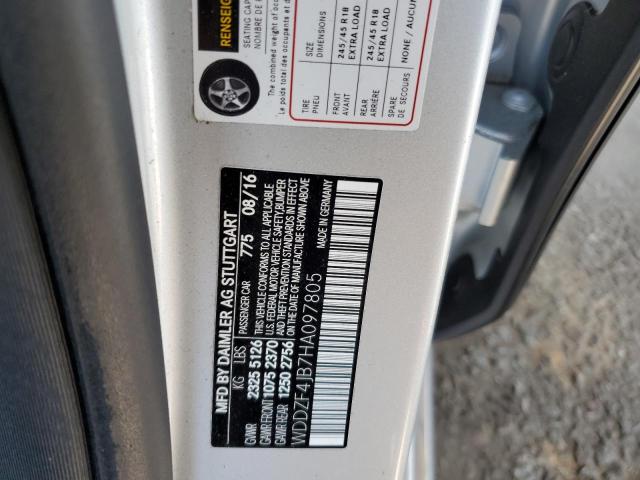 RENSEIG
SEATING CAP
NOMBRE DE
The combined weight of occ
Le poids total des occupants et d
TIRE
PNEU
SIZE
DIMENSIONS
FRONT
AVANT
245/45 R18
EXTRA LOAD
REAR
ARRIÈRE
245/45 R18
EXTRA LOAD
SPARE
DE SECOURS
NONE / AUCUN
MFD BY DAIMLER AG STUTTGART
PASSENGER CAR 775 08/16
KG LBS
GVWR 2325 5126
GAWR FRONT 1075 2370
GAWR REAR 1250 2756
THIS VEHICLE CONFORMS TO ALL APPLICABLE
U.S. FEDERAL MOTOR VEHICLE SAFETY, BUMPER
AND THEFT PREVENTION STANDARDS IN EFFECT
ON THE DATE OF MANUFACTURE SHOWN ABOVE
WDDZF4JB7HA097805
MADE IN GERMANY